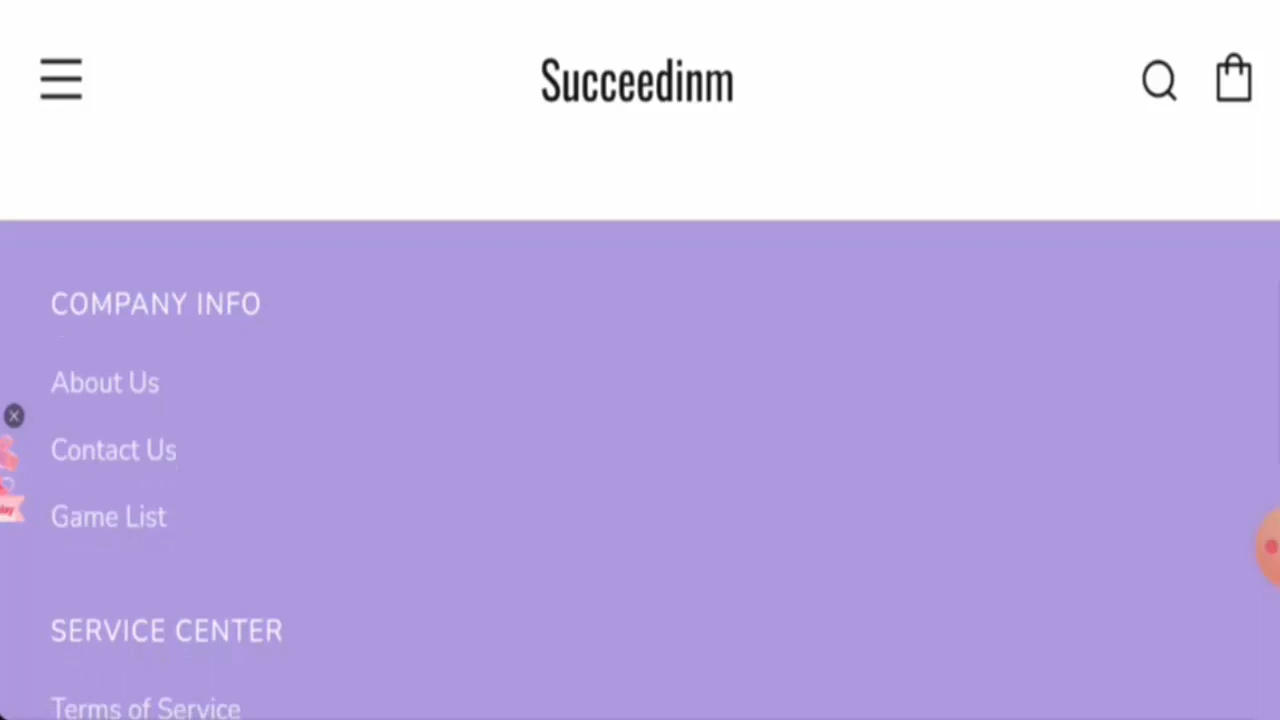 Succeedinm
COMPANY INFO
About Us
Contact Us
Game List
SERVICE CENTER
Terms of Service